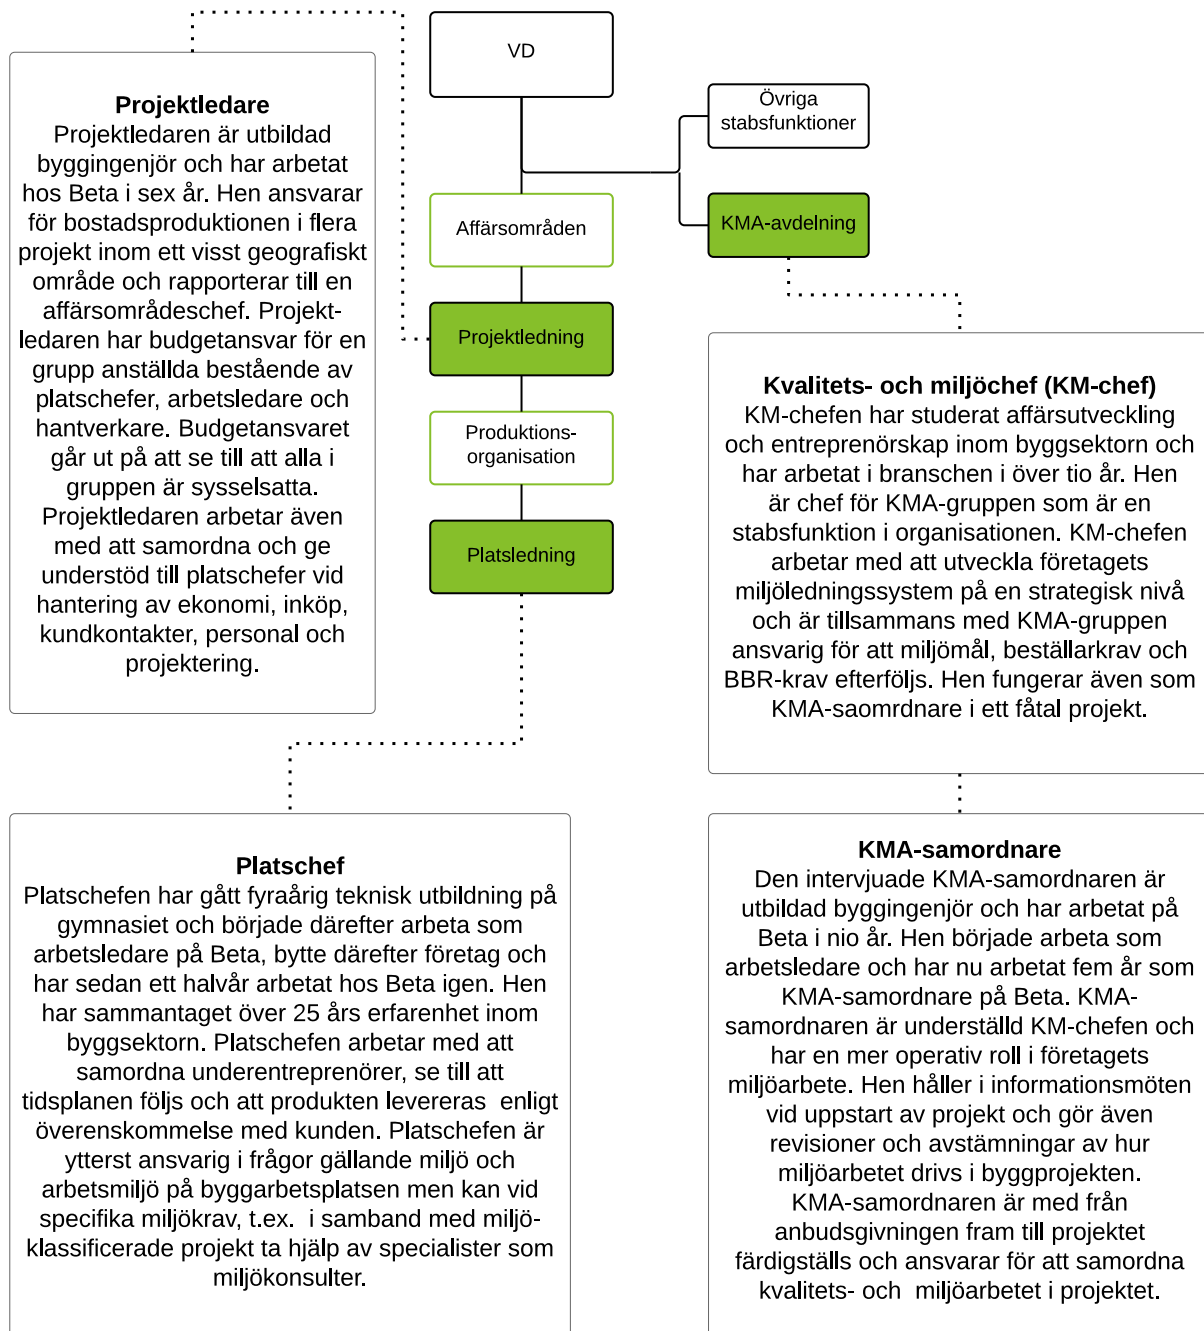 VD
Övriga
stabsfunktioner
Affärsområden
KMA-avdelning
Projektledning
Produktions-
organisation
Platsledning
Projektledare
Projektledaren är utbildad
byggingenjör och har arbetat
hos Beta i sex år. Hen ansvarar
för bostadsproduktionen i flera
projekt inom ett visst geografiskt
område och rapporterar till en
affärsområdeschef. Projekt-
ledaren har budgetansvar för en
grupp anställda bestående av
platschefer, arbetsledare och
hantverkare. Budgetansvaret
går ut på att se till att alla i
gruppen är sysselsatta.
Projektledaren arbetar även
med att samordna och ge
understöd till platschefer vid
hantering av ekonomi, inköp,
kundkontakter, personal och
projektering.
Kvalitets- och miljöchef (KM-chef)
KM-chefen har studerat affärsutveckling
och entreprenörskap inom byggsektorn och
har arbetat i branschen i över tio år. Hen
är chef för KMA-gruppen som är en
stabsfunktion i organisationen. KM-chefen
arbetar med att utveckla företagets
miljöledningssystem på en strategisk nivå
och är tillsammans med KMA-gruppen
ansvarig för att miljömål, beställarkrav och
BBR-krav efterföljs. Hen fungerar även som
KMA-saomrdnare i ett fåtal projekt.
Platschef
Platschefen har gått fyraårig teknisk utbildning på
gymnasiet och började därefter arbeta som
arbetsledare på Beta, bytte därefter företag och
har sedan ett halvår arbetat hos Beta igen. Hen
har sammantaget över 25 års erfarenhet inom
byggsektorn. Platschefen arbetar med att
samordna underentreprenörer, se till att
tidsplanen följs och att produkten levereras  enligt
överenskommelse med kunden. Platschefen är
ytterst ansvarig i frågor gällande miljö och
arbetsmiljö på byggarbetsplatsen men kan vid
specifika miljökrav, t.ex.  i samband med miljö-
klassificerade projekt ta hjälp av specialister som
miljökonsulter.
KMA-samordnare
Den intervjuade KMA-samordnaren är
utbildad byggingenjör och har arbetat på
Beta i nio år. Hen började arbeta som
arbetsledare och har nu arbetat fem år som
KMA-samordnare på Beta. KMA-
samordnaren är underställd KM-chefen och
har en mer operativ roll i företagets
miljöarbete. Hen håller i informationsmöten
vid uppstart av projekt och gör även
revisioner och avstämningar av hur
miljöarbetet drivs i byggprojekten.
KMA-samordnaren är med från
anbudsgivningen fram till projektet
färdigställs och ansvarar för att samordna
kvalitets- och  miljöarbetet i projektet.